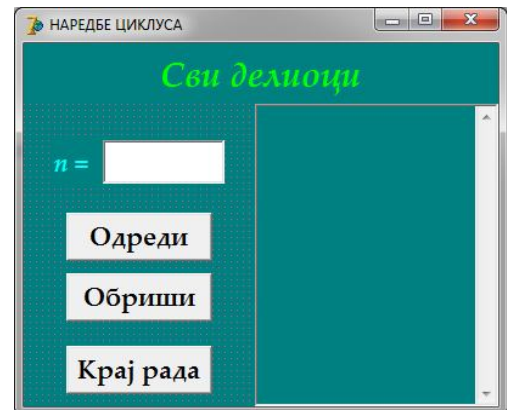 НАРЕДБЕ ЦИКЛУСА
Сви делиоци
n =
Одреди
Обриши
Крај рада